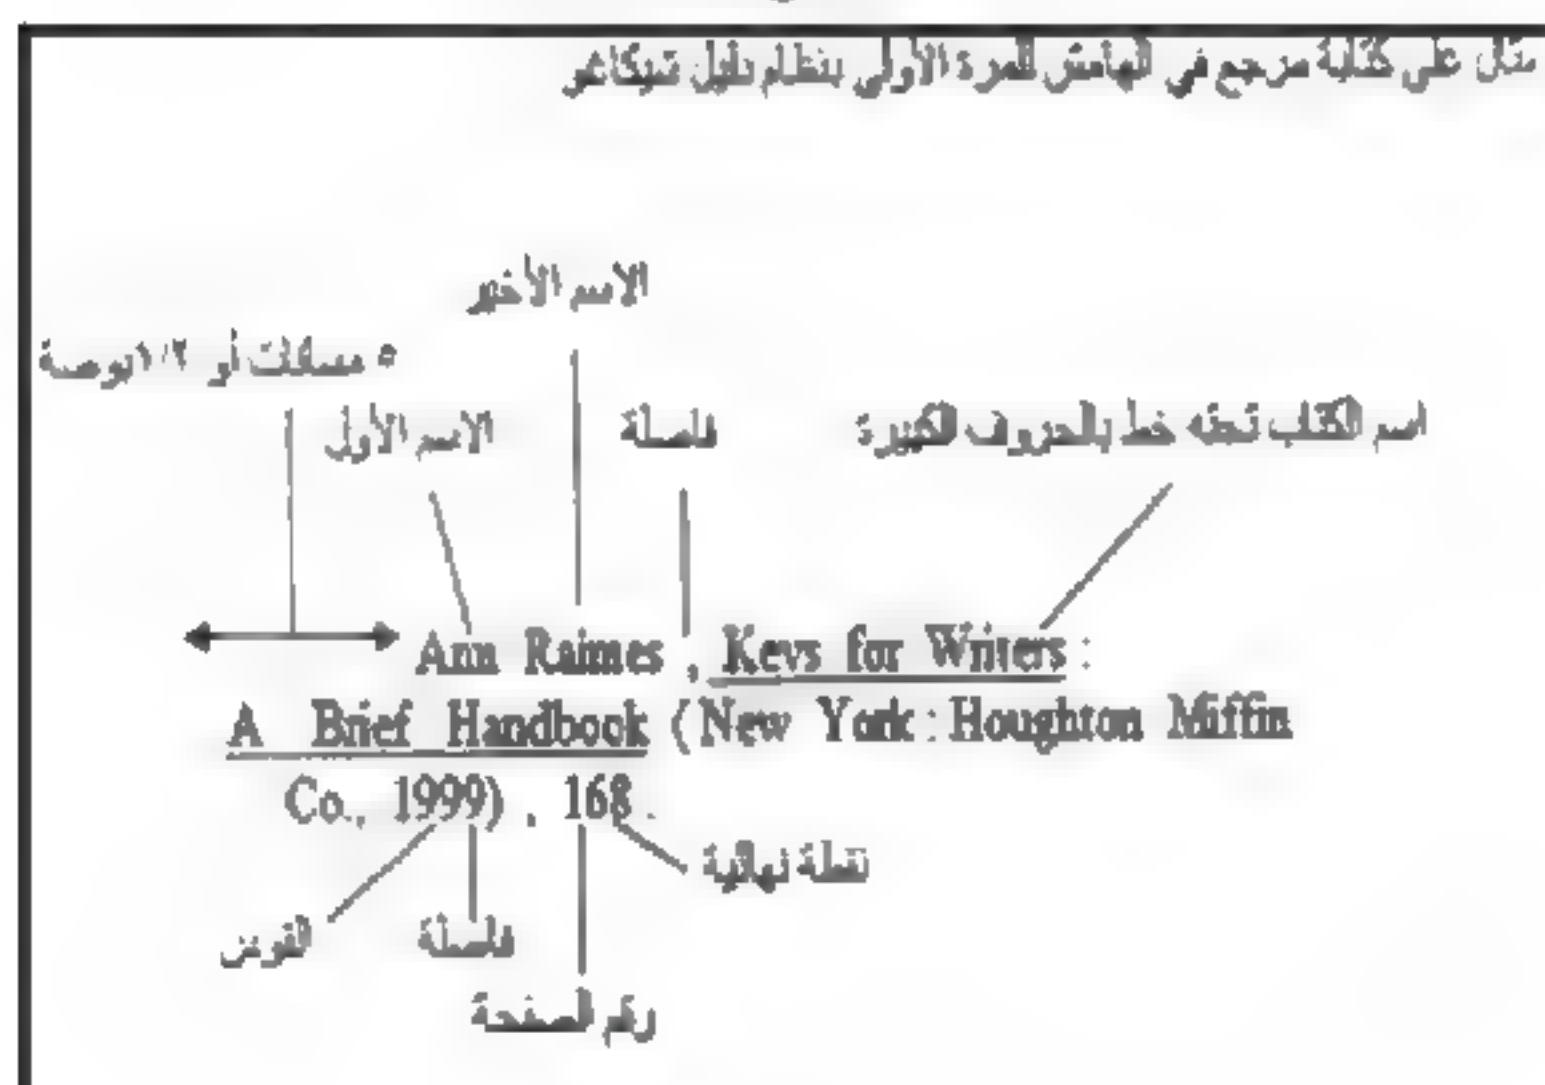 مثال على كتابة مرجع في الهامش للمرة الأولي بنظام دليل شيكاغو
الاسم الأخير
٥ مسافات أو ١/٢ بوصة
الاسم الأول
فاصلة
اسم الكتاب تحته خط بالحروف الكبيرة
Ann Raimes , Keys for Writers :
A Brief Handbook (New York : Houghton Miffin
Co., 1999) , 168 .
نقطة نهائية
القوس
فاصلة
رقم الصفحة